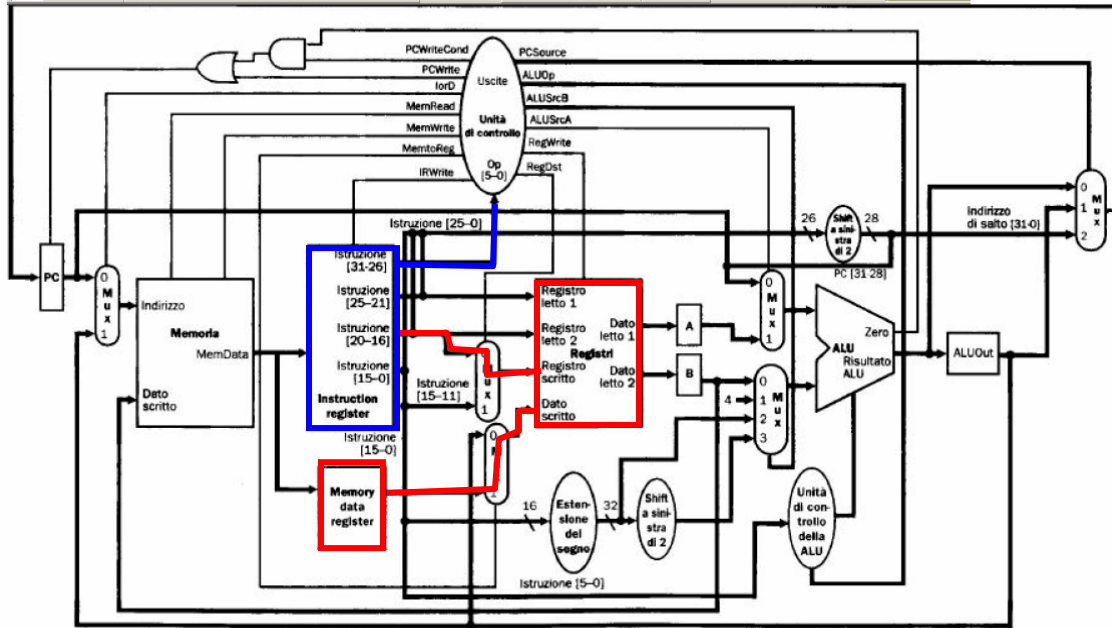 PCWriteCond
PCWrite
IorD
MemRead
MemWrite
MemtoReg
IRWrite
Uscite
Unità
di controllo
Op
[5–0]
PCSource
ALUOp
ALUSrcB
ALUSrcA
RegWrite
RegDst
Istruzione [25–0]
26
Shift
a sini-
stra
di 2
28
Indirizzo
di salto [31-0]
PC [31-28]
0
1
2
M
u
x
PC
0
M
u
x
1
Indirizzo
Memoria
MemData
Dato
scritto
Istruzione
[31-26]
Istruzione
[25–21]
Istruzione
[20–16]
Istruzione
[15–0]
Instruction
register
Istruzione
[15–11]
Istruzione
[15–0]
Memory
data
register
u
x
1
0
M
1
Registro
letto 1
Registro
letto 2
Registri
Registro
scritto
Dato
scritto
Dato
letto 1
Dato
letto 2
A
B
0
M
u
x
1
4
0
1
2
3
M
u
x
Zero
ALU
Risultato
ALU
ALUOut
16
Esten-
sione
del
segno
32
Shift
a sini-
stra
di 2
Unità
di con-
trollo
della
ALU
Istruzione [5–0]